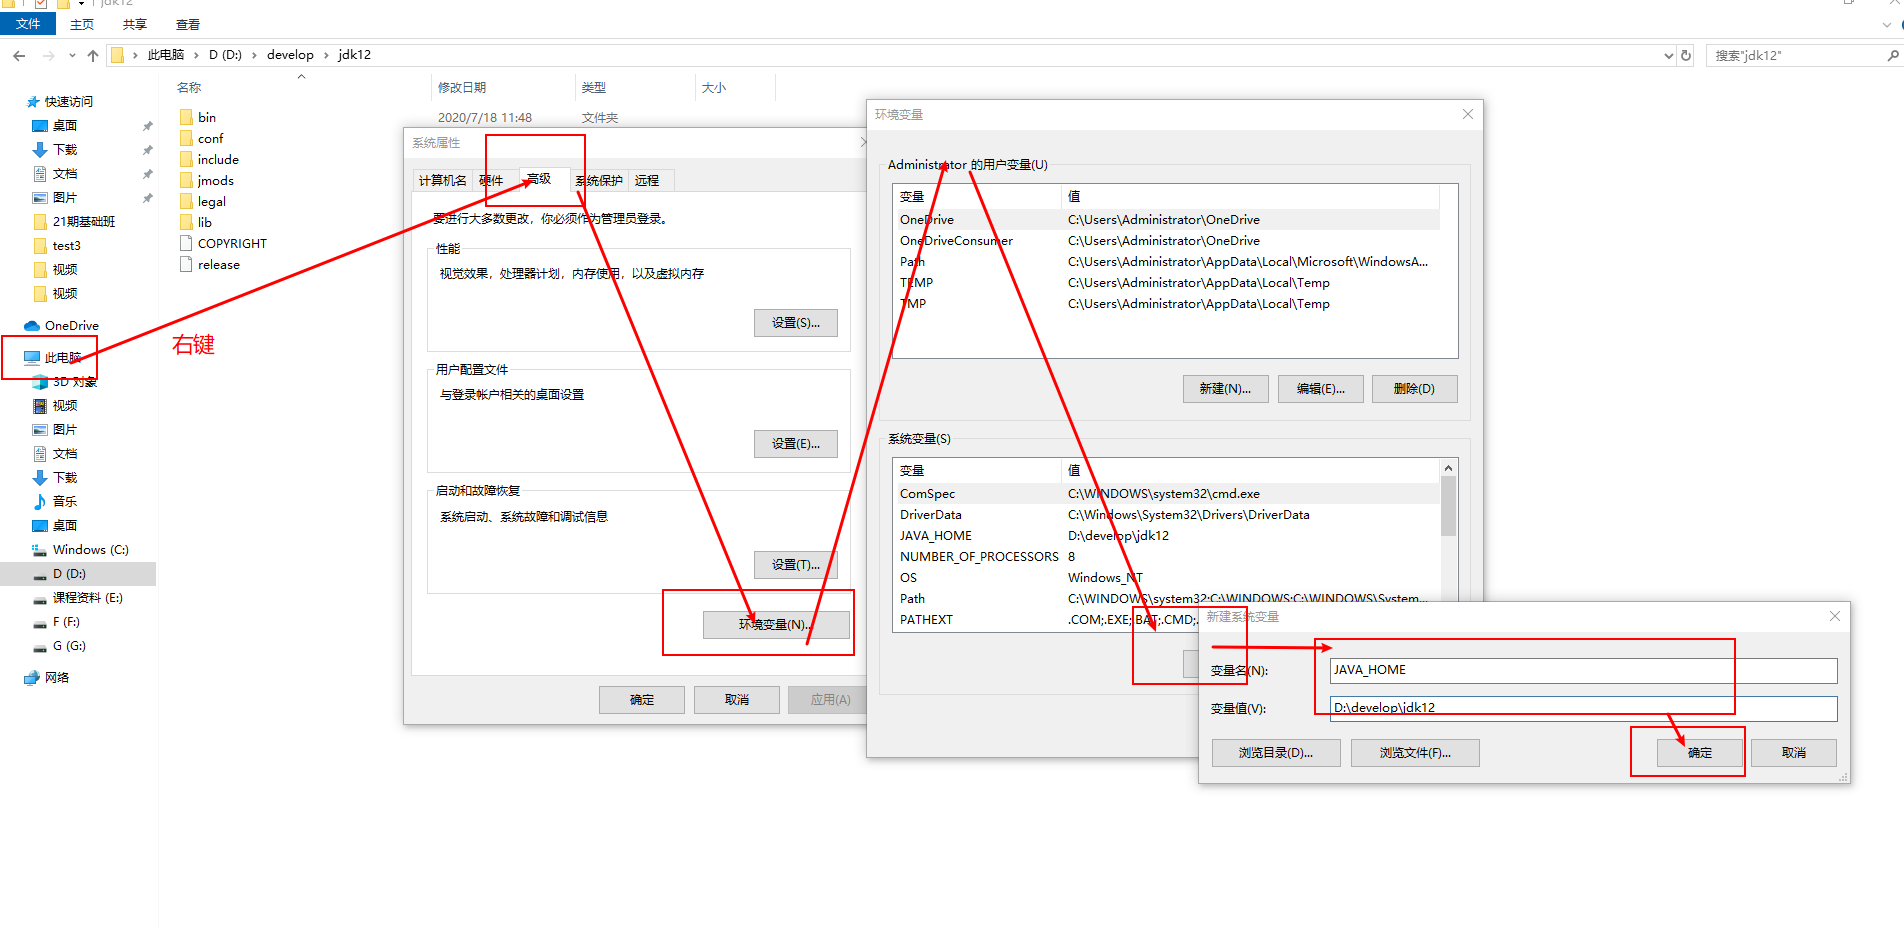 jdk12
文件 主页 共享 查看
此电脑 D (D:) develop jdk12
搜索"jdk12"
名称 修改日期 类型 大小
快速访问
桌面
下载
文档
图片
21期基础班
test3
视频
视频
OneDrive
此电脑
3D 对象
视频
图片
文档
下载
音乐
桌面
Windows (C:)
D (D:)
课程资料 (E:)
F (F:)
G (G:)
网络
bin 2020/7/18 11:48 文件夹
conf
include
jmods
legal
lib
COPYRIGHT
release
右键
系统属性
计算机名 硬件 高级 系统保护 远程
要进行大多数更改，你必须作为管理员登录。
性能
视觉效果，处理器计划，内存使用，以及虚拟内存
设置(S)...
用户配置文件
与登录帐户相关的桌面设置
设置(E)...
启动和故障恢复
系统启动、系统故障和调试信息
设置(T)...
环境变量(N)...
确定 取消 应用(A)
环境变量
Administrator 的用户变量(U)
变量 值
OneDrive C:\Users\Administrator\OneDrive
OneDriveConsumer C:\Users\Administrator\OneDrive
Path C:\Users\Administrator\AppData\Local\Microsoft\WindowsA...
TEMP C:\Users\Administrator\AppData\Local\Temp
TMP C:\Users\Administrator\AppData\Local\Temp
新建(N)... 编辑(E)... 删除(D)
系统变量(S)
变量 值
ComSpec C:\WINDOWS\system32\cmd.exe
DriverData C:\Windows\System32\Drivers\DriverData
JAVA_HOME D:\develop\jdk12
NUMBER_OF_PROCESSORS 8
OS Windows_NT
Path C:\WINDOWS\system32;C:\WINDOWS;C:\WINDOWS\System...
PATHEXT .COM;.EXE;.BAT;.CMD;.
新建系统变量
变量名(N): JAVA_HOME
变量值(V): D:\develop\jdk12
浏览目录(D)... 浏览文件(F)... 确定 取消